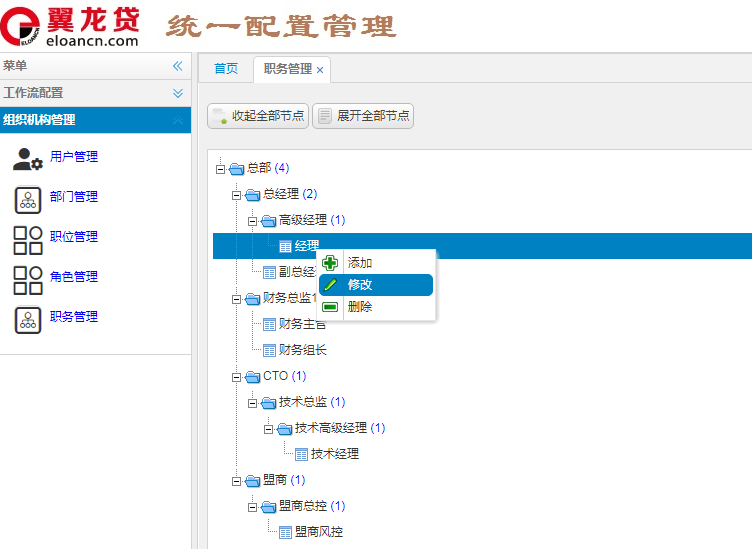 翼龙贷
eloancn.com
ELOANCN
统一配置管理
菜单
工作流配置
组织机构管理
用户管理
部门管理
职位管理
角色管理
职务管理
首页
职务管理 ×
收起全部节点
展开全部节点
总部 (4)
总经理 (2)
高级经理 (1)
经理
副总经
财务总监1
财务主管
财务组长
CTO (1)
技术总监 (1)
技术高级经理 (1)
技术经理
盟商 (1)
盟商总控 (1)
盟商风控
添加
修改
删除